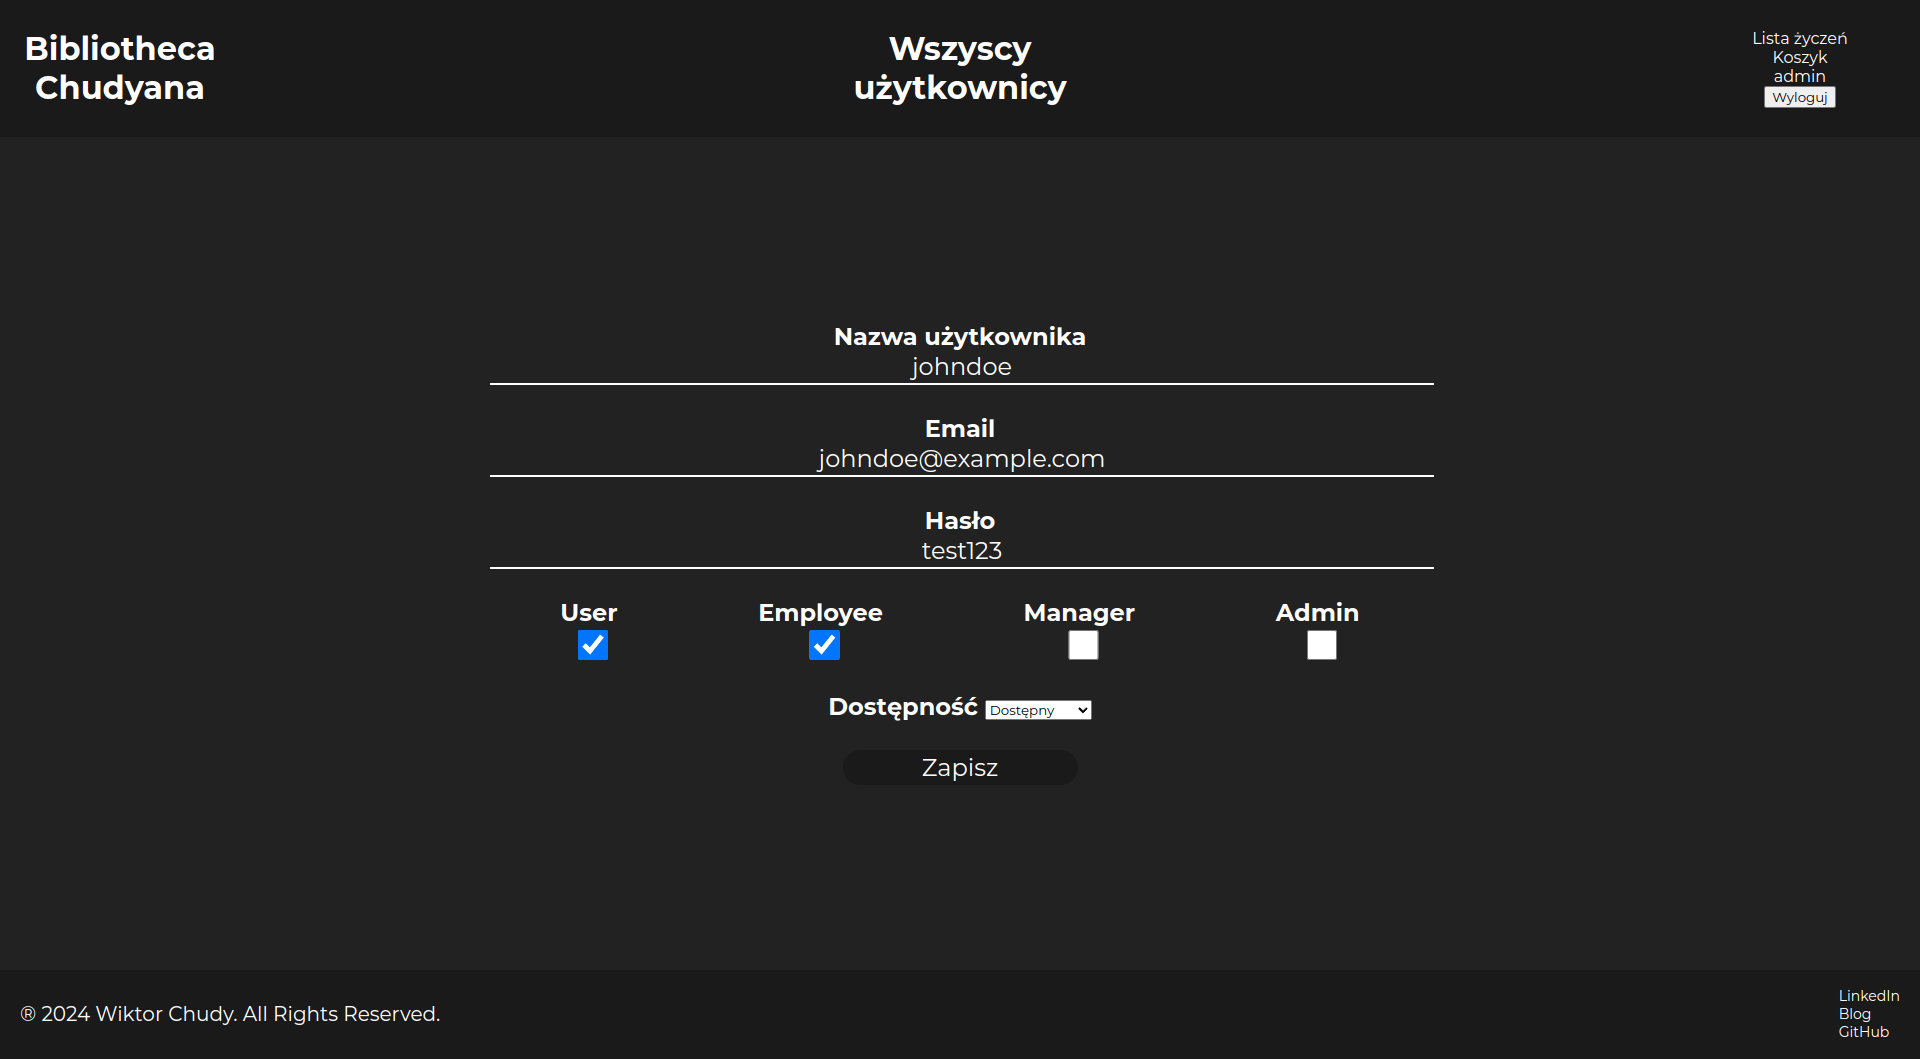 Bibliotheca
Chudyana
Wszyscy
użytkownicy
Lista życzeń
Koszyk
admin
Wyloguj
Nazwa użytkownika
johndoe
Email
johndoe@example.com
Hasło
test123
User Employee Manager Admin
Dostępność Dostępny
Zapisz
® 2024 Wiktor Chudy. All Rights Reserved.
LinkedIn
Blog
GitHub